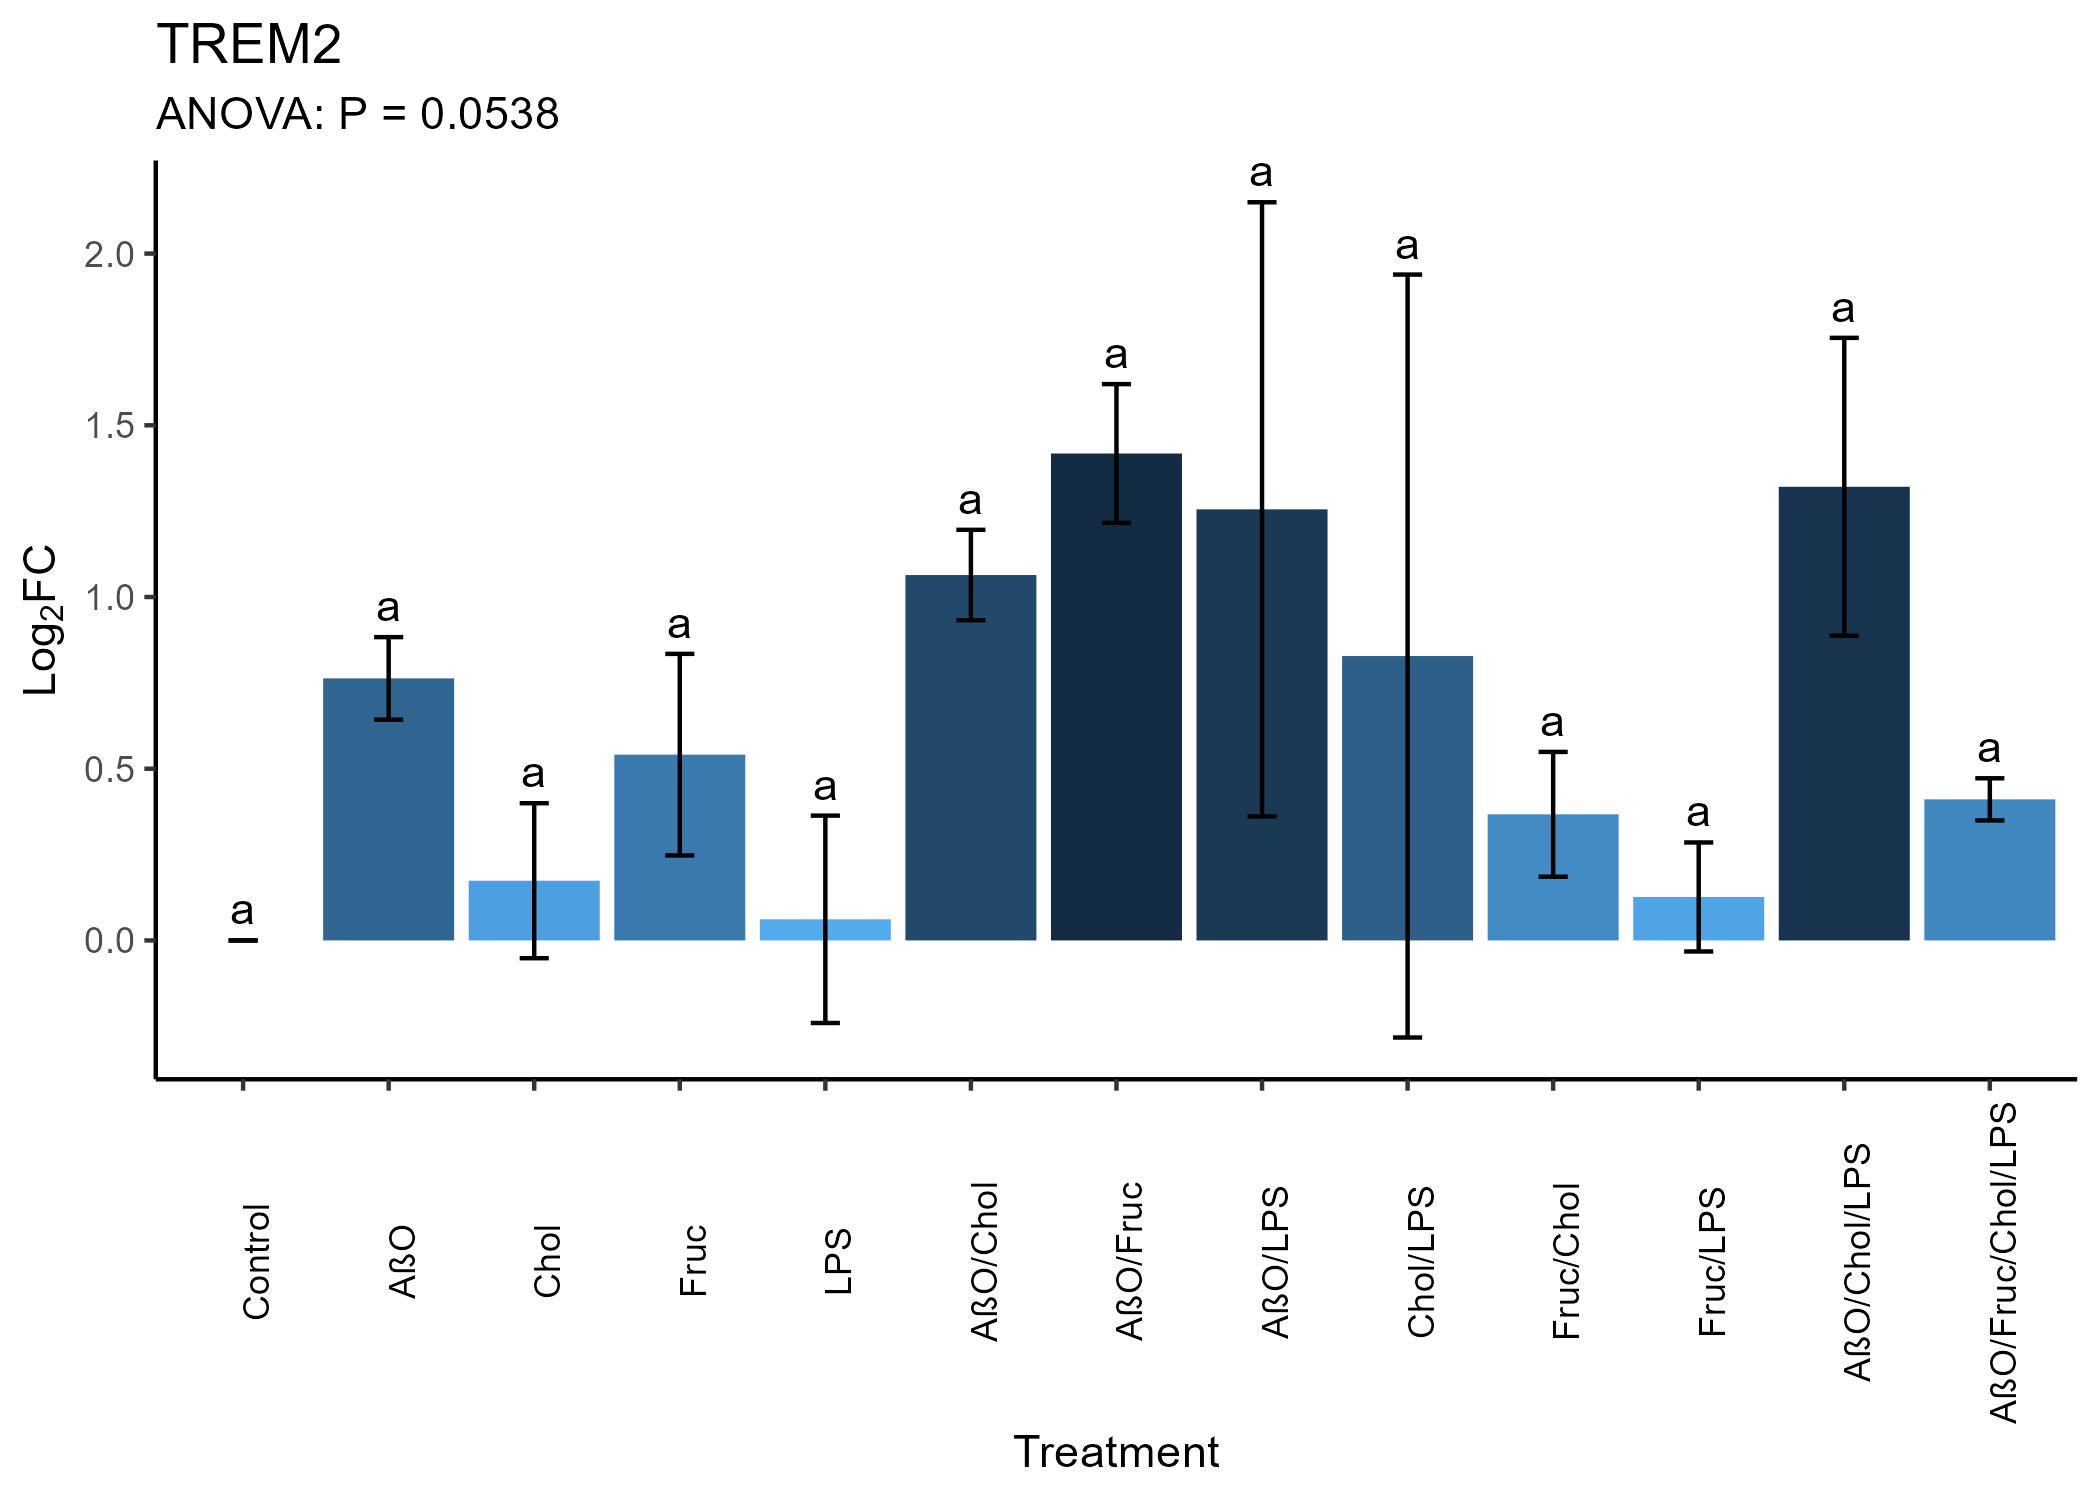 TREM2
ANOVA: P = 0.0538
Log₂FC
2.0
1.5
1.0
0.5
0.0
a a a a a a a a a a a a a
Control AßO Chol Fruc LPS AßO/Chol AßO/Fruc AßO/LPS Chol/LPS Fruc/Chol Fruc/LPS AßO/Chol/LPS AßO/Fruc/Chol/LPS
Treatment